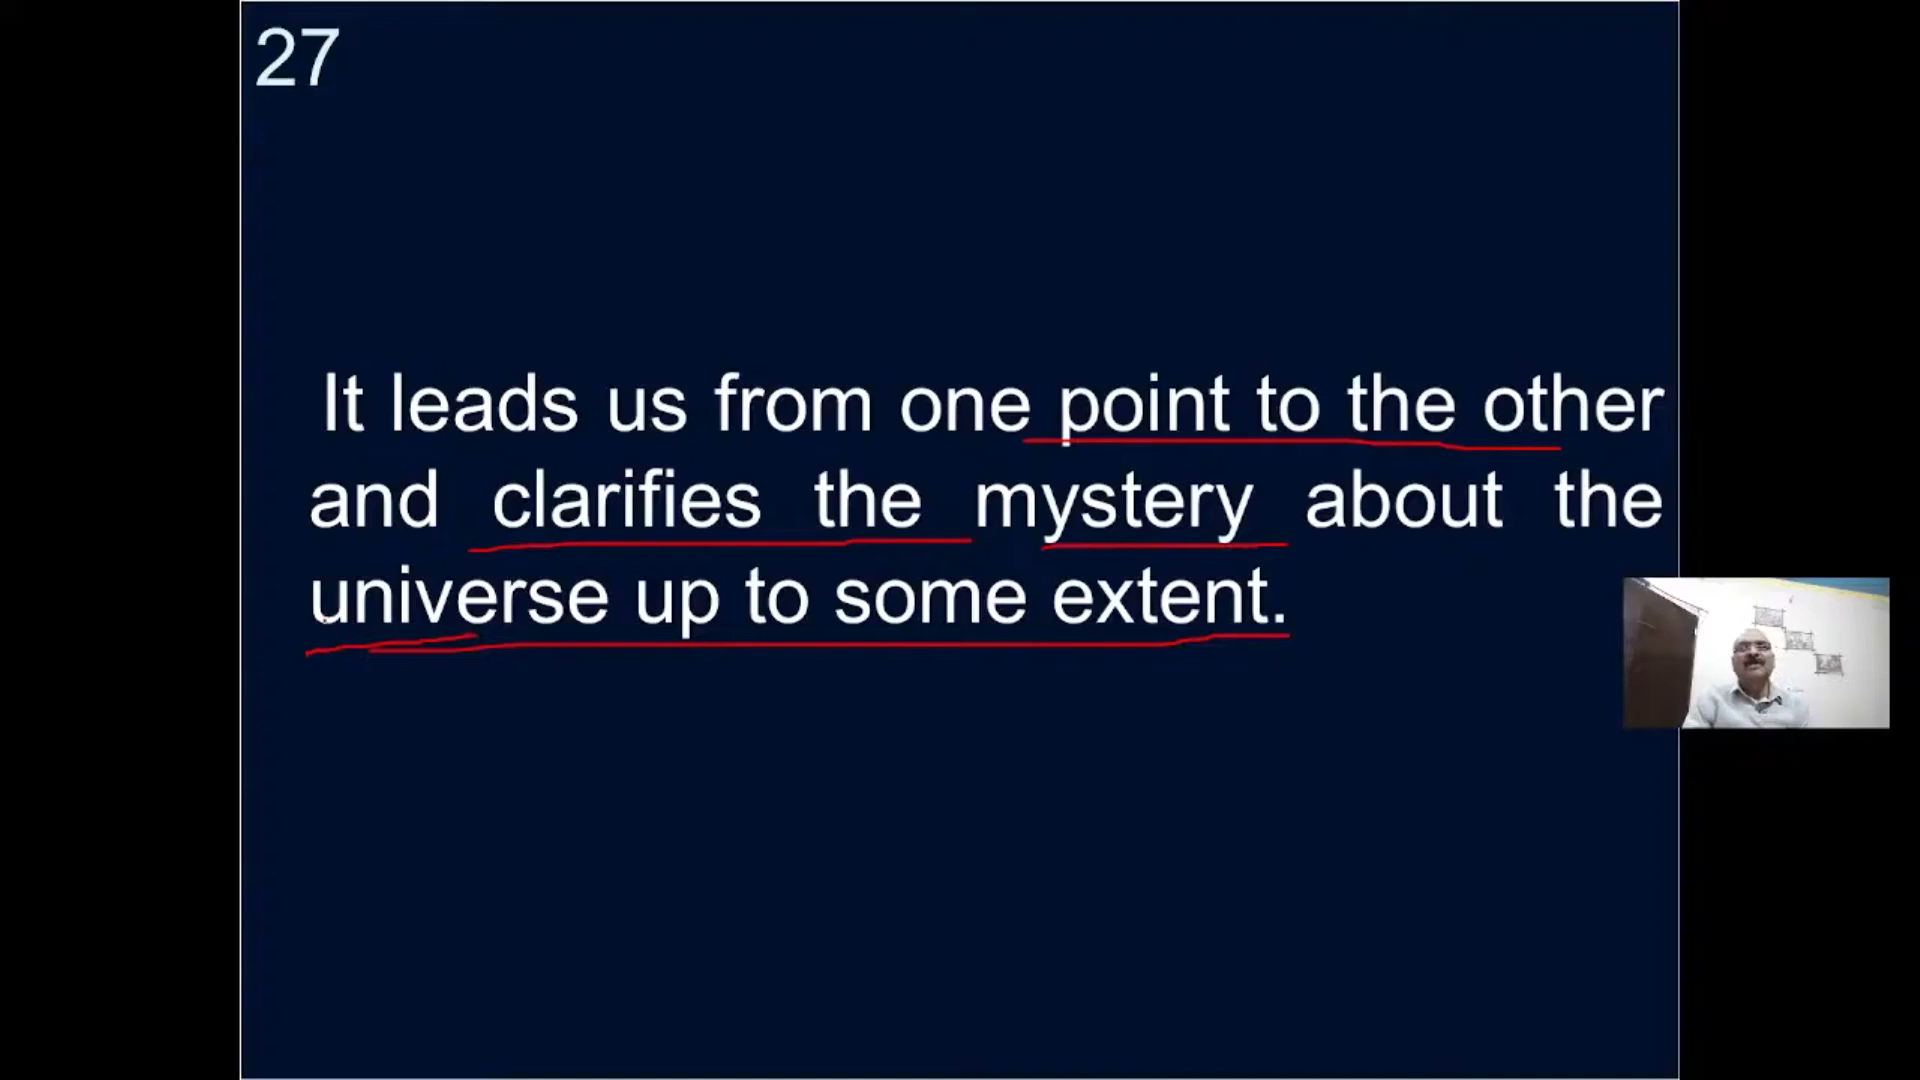 27
It leads us from one point to the other
and clarifies the mystery about the
universe up to some extent.